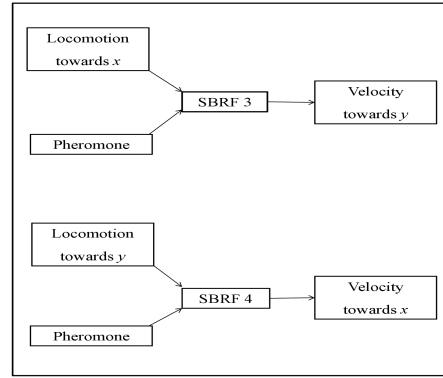 Locomotion
towards x
SBRF 3
Velocity
towards y
Pheromone
Locomotion
towards y
SBRF 4
Velocity
towards x
Pheromone